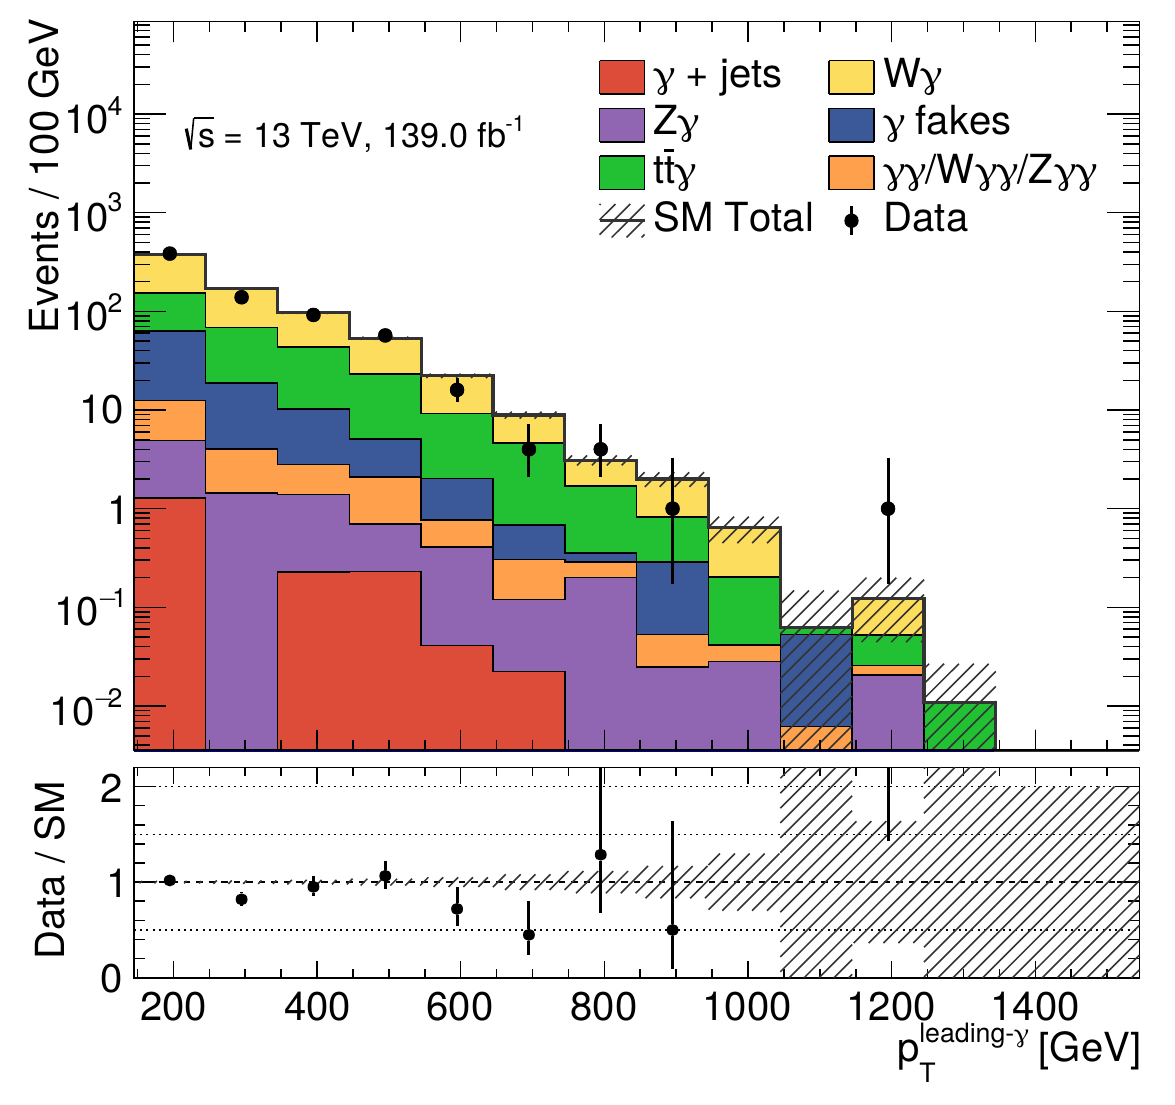 Events / 100 GeV
10⁴
10³
10²
10
1
10⁻¹
10⁻²
√s = 13 TeV, 139.0 fb⁻¹
γ + jets
Wγ
Zγ
γ fakes
tt̄γ
γγ/Wγγ/Zγγ
SM Total
Data
Data / SM
2
1
0
200 400 600 800 1000 1200 1400
p_T^leading-γ [GeV]